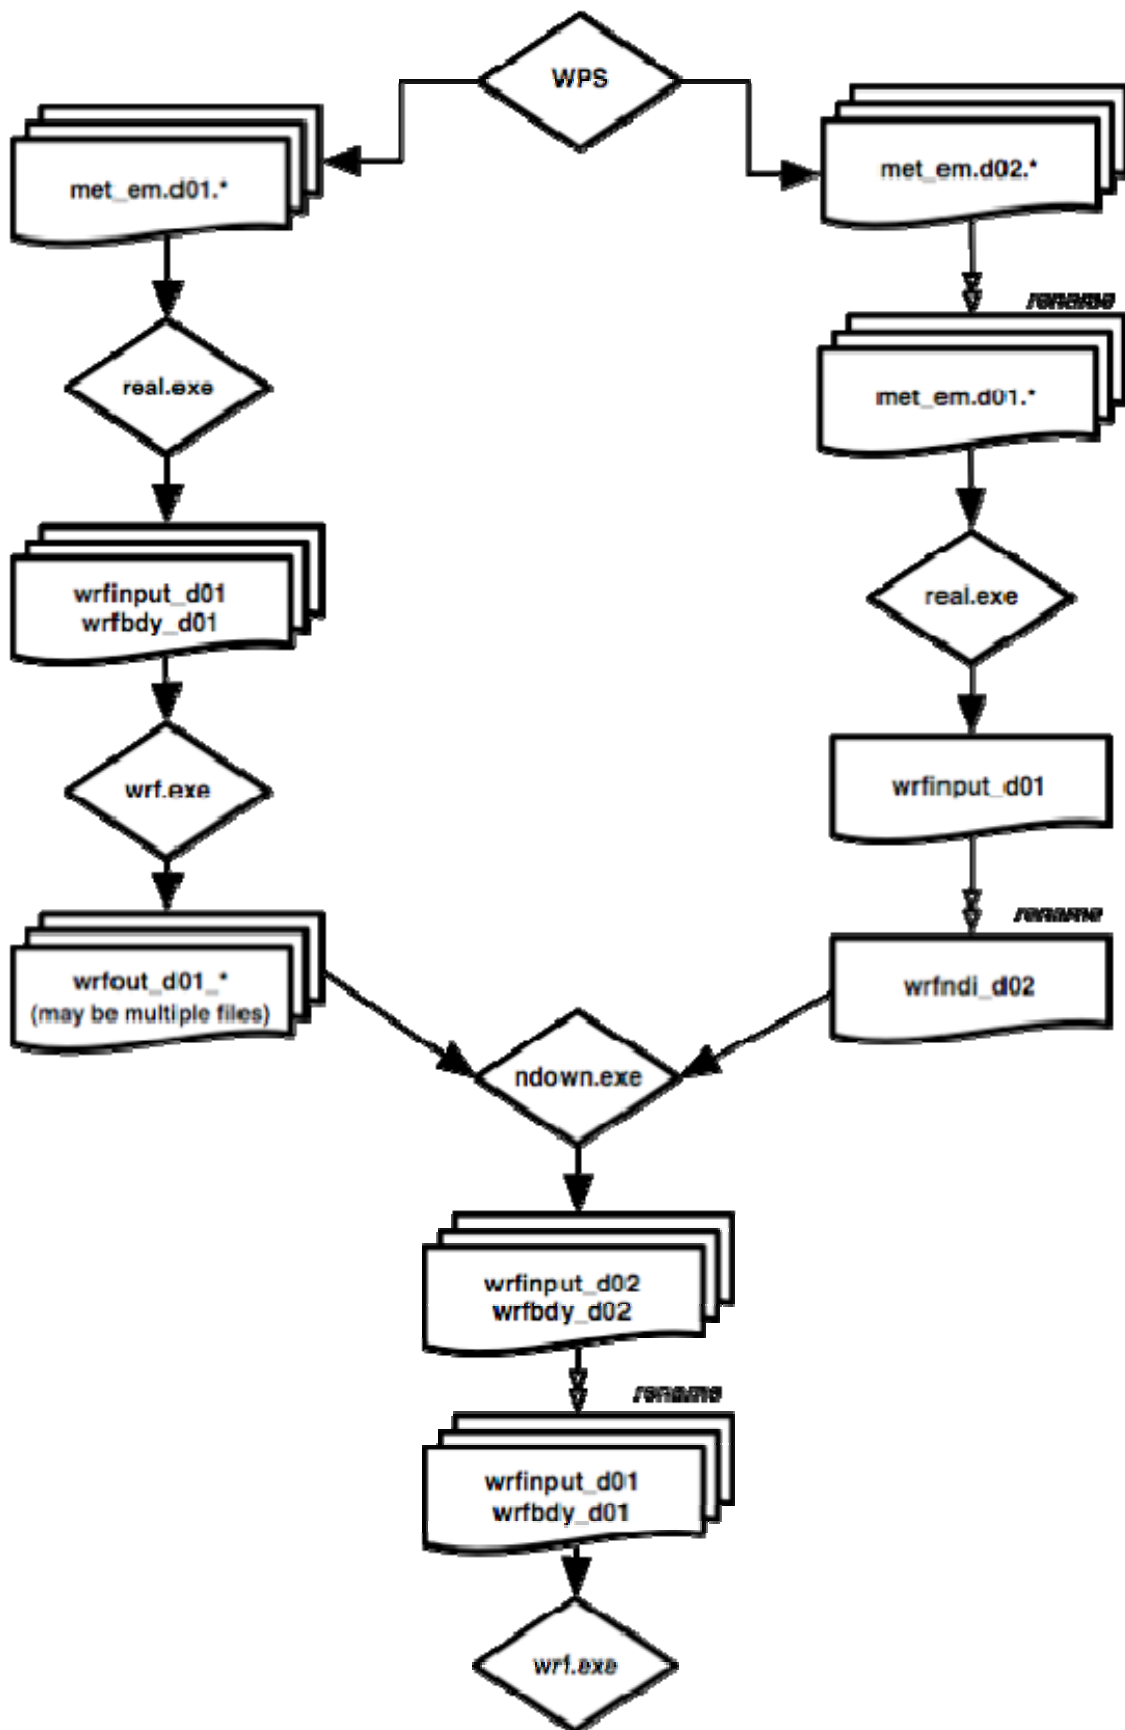 WPS
met_em.d01.*
met_em.d02.*
rename
met_em.d01.*
real.exe
real.exe
wrfinput_d01
wrfbdy_d01
wrf.exe
wrfinput_d01
rename
wrfout_d01_*
(may be multiple files)
wrfndi_d02
ndown.exe
wrfinput_d02
wrfbdy_d02
rename
wrfinput_d01
wrfbdy_d01
wrf.exe